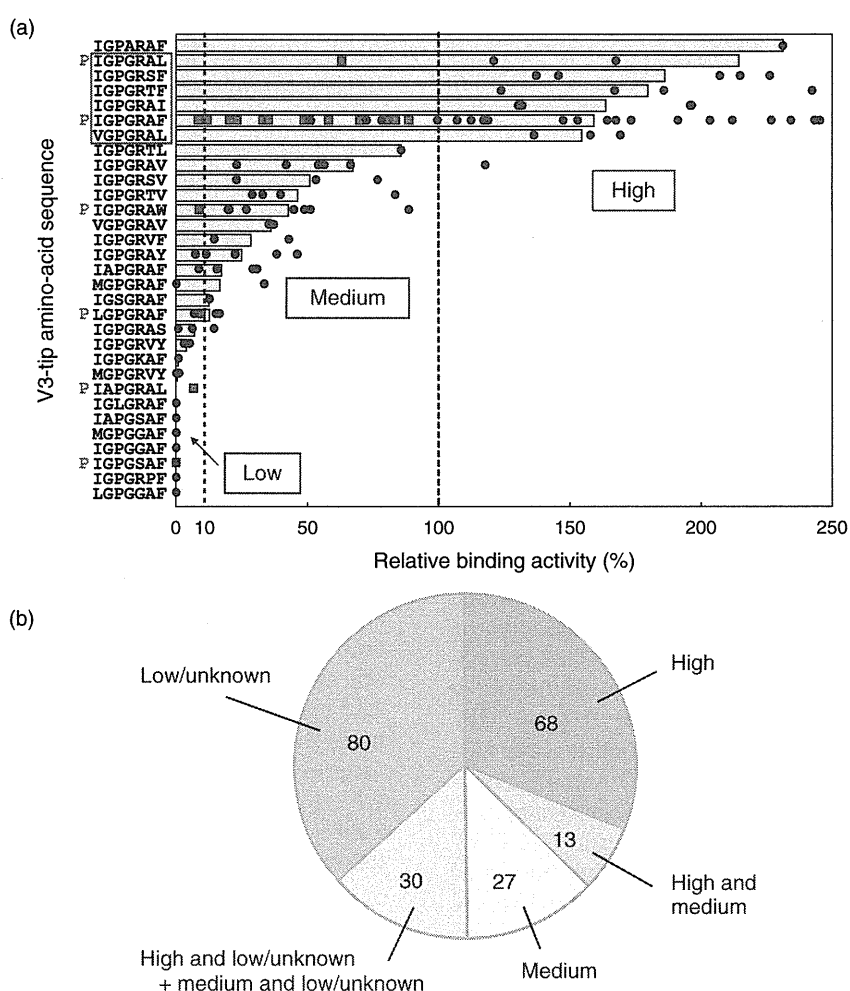 (a)
V3-tip amino-acid sequence
IGPARAF
P IGPGRAL
IGPGRSF
IGPGRTF
IGPGRAI
P IGPGRAF
VGPGRAL
IGPGRTL
IGPGRAV
IGPGRSV
IGPGRTV
P IGPGRAW
VGPGRAV
IGPGRVF
IGPGRAY
IAPGRAF
MGPGRAF
IGSGRAF
P LGPGRAF
IGPGRAS
IGPGRVY
IGPGKAF
MGPGRVY
P IAPGRAL
IGLGRAF
IAPGSAF
MGPGGAF
IGPGGAF
P IGPGSAF
IGPGRPF
LGPGGAF
High
Medium
Low
0 10 50 100 150 200 250
Relative binding activity (%)
(b)
Low/unknown
High
80
68
13
30
27
High and
medium
High and low/unknown
+ medium and low/unknown
Medium